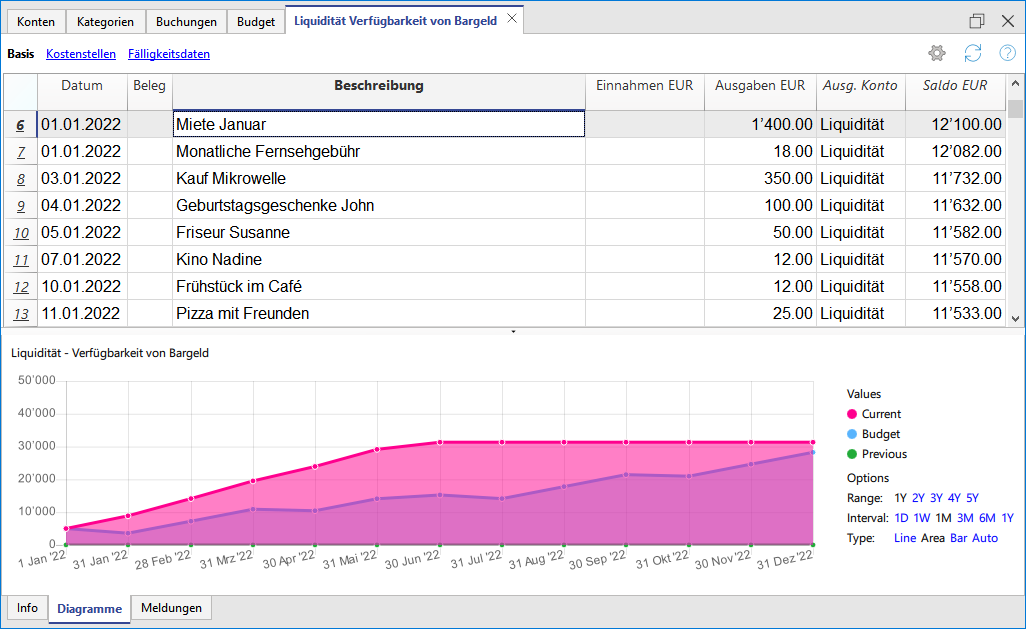 Konten Kategorien Buchungen Budget Liquidität Verfügbarkeit von Bargeld
Basis Kostenstellen Fälligkeitsdaten
Datum Beleg Beschreibung Einnahmen EUR Ausgaben EUR Ausg. Konto Saldo EUR
6 01.01.2022 Miete Januar 1’400.00 Liquidität 12’100.00
7 01.01.2022 Monatliche Fernsehgebühr 18.00 Liquidität 12’082.00
8 03.01.2022 Kauf Mikrowelle 350.00 Liquidität 11’732.00
9 04.01.2022 Geburtstagsgeschenke John 100.00 Liquidität 11’632.00
10 05.01.2022 Friseur Susanne 50.00 Liquidität 11’582.00
11 07.01.2022 Kino Nadine 12.00 Liquidität 11’570.00
12 10.01.2022 Frühstück im Café 12.00 Liquidität 11’558.00
13 11.01.2022 Pizza mit Freunden 25.00 Liquidität 11’533.00
Liquidität - Verfügbarkeit von Bargeld
50’000
40’000
30’000
20’000
10’000
0
1 Jan '22 31 Jan '22 28 Feb '22 31 Mrz '22 30 Apr '22 31 Mai '22 30 Jun '22 31 Jul '22 31 Aug '22 30 Sep '22 31 Okt '22 30 Nov '22 31 Dez '22
Values
Current
Budget
Previous
Options
Range: 1Y 2Y 3Y 4Y 5Y
Interval: 1D 1W 1M 3M 6M 1Y
Type: Line Area Bar Auto
Info Diagramme Meldungen